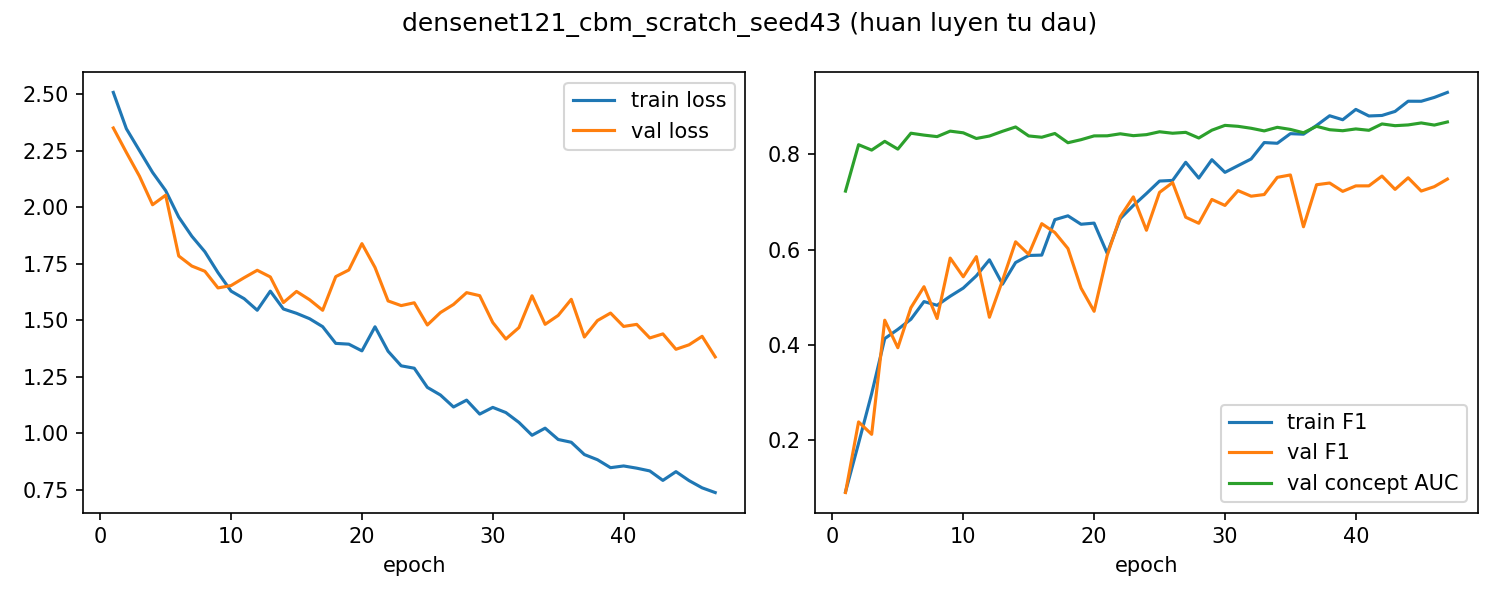 densenet121_cbm_scratch_seed43 (huan luyen tu dau)
2.50
2.25
2.00
1.75
1.50
1.25
1.00
0.75
0
10
20
30
40
epoch
train loss
val loss
0.8
0.6
0.4
0.2
0
10
20
30
40
epoch
train F1
val F1
val concept AUC